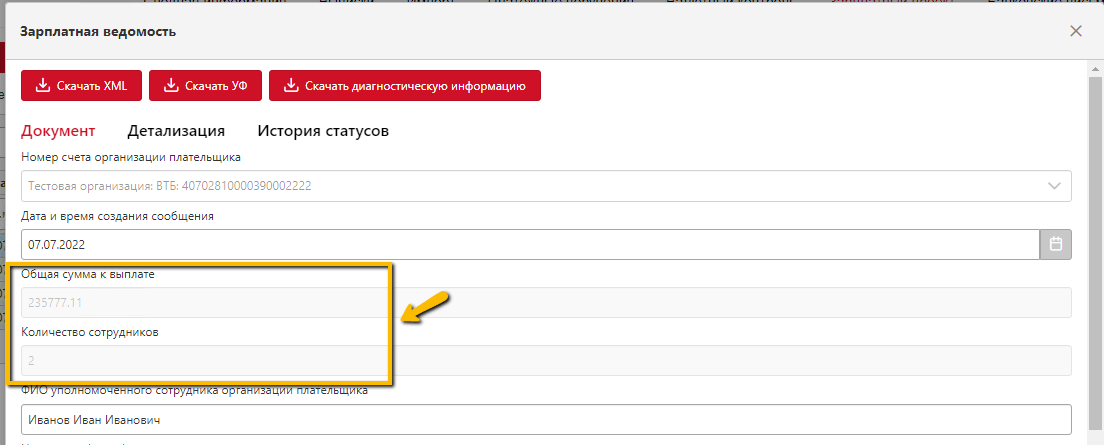 Зарплатная ведомость
Скачать XML Скачать УФ Скачать диагностическую информацию
Документ Детализация История статусов
Номер счета организации плательщика
Тестовая организация: ВТБ: 40702810000390002222
Дата и время создания сообщения
07.07.2022
Общая сумма к выплате
235777.11
Количество сотрудников
2
ФИО уполномоченного сотрудника организации плательщика
Иванов Иван Иванович